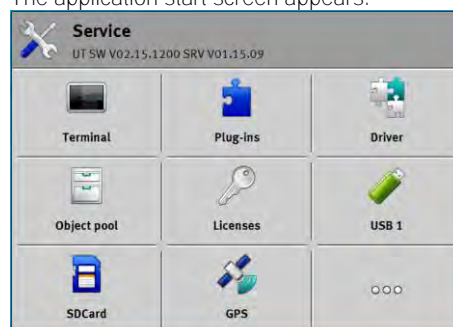 The application start screen appears.
Service
UT SW V02.15.1200 SRV V01.15.09
Terminal
Plug-ins
Driver
Object pool
Licenses
USB 1
SDCard
GPS